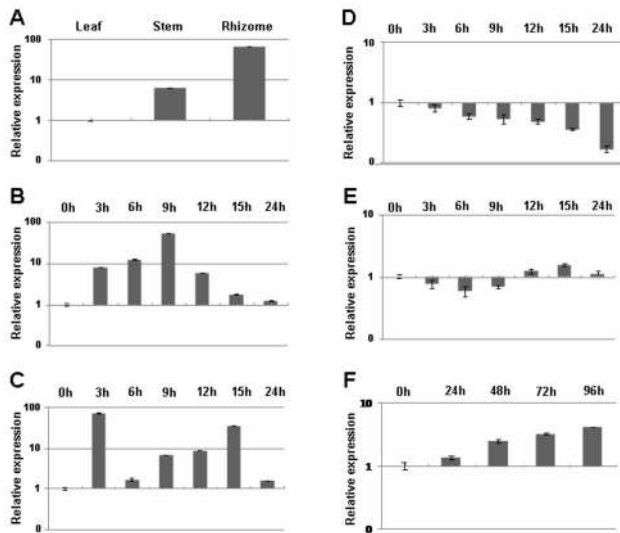 A
Leaf Stem Rhizome
Relative expression
100
10
1
0
B
0h 3h 6h 9h 12h 15h 24h
Relative expression
100
10
1
0
C
0h 3h 6h 9h 12h 15h 24h
Relative expression
100
10
1
0
D
0h 3h 6h 9h 12h 15h 24h
Relative expression
10
1
0
E
0h 3h 6h 9h 12h 15h 24h
Relative expression
10
1
0
F
0h 24h 48h 72h 96h
Relative expression
10
1
0